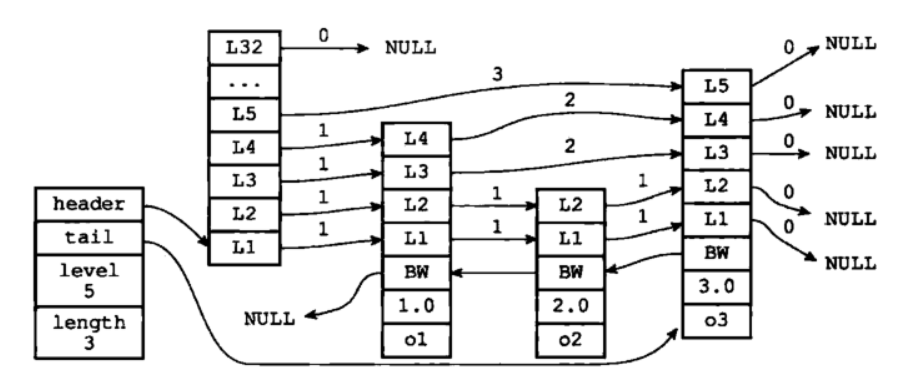 header
tail
level
5
length
3
L32
...
L5
L4
L3
L2
L1
0
NULL
3
1
1
1
1
L4
L3
L2
L1
BW
1.0
o1
NULL
2
2
1
1
L2
L1
BW
2.0
o2
1
1
L5
L4
L3
L2
L1
BW
3.0
o3
0
NULL
0
NULL
0
NULL
0
NULL
0
NULL